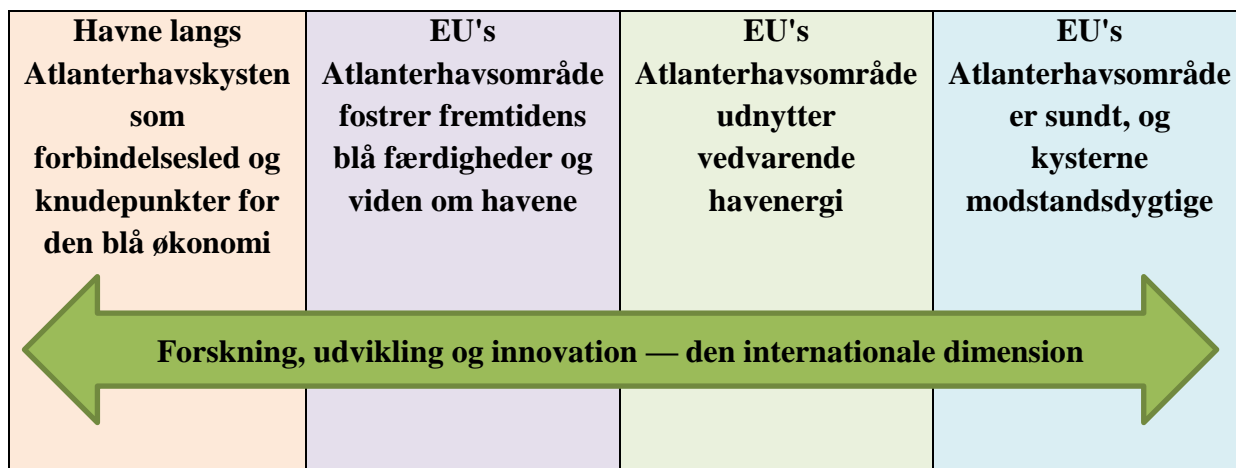 Havne langs
Atlanterhavskysten
som
forbindelsesled og
knudepunkter for
den blå økonomi
EU's
Atlanterhavsområde
fostrer fremtidens
blå færdigheder og
viden om havene
EU's
Atlanterhavsområde
udnytter
vedvarende
havenergi
EU's
Atlanterhavsområde
er sundt, og
kysterne
modstandsdygtige
Forskning, udvikling og innovation — den internationale dimension